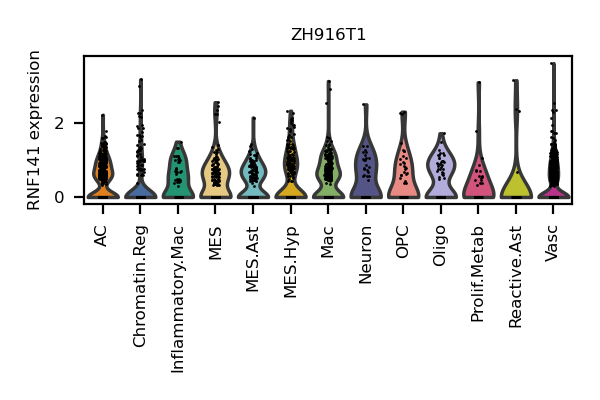 ZH916T1
RNF141 expression
2
0
AC
Chromatin.Reg
Inflammatory.Mac
MES
MES.Ast
MES.Hyp
Mac
Neuron
OPC
Oligo
Prolif.Metab
Reactive.Ast
Vasc